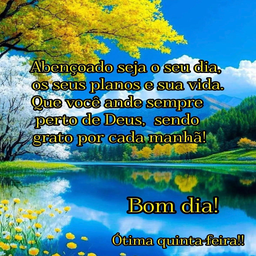 Abençoado seja o seu dia,
os seus planos e sua vida.
Que você ande sempre
perto de Deus, sendo
grato por cada manhã!
Bom dia!
Ótima quinta-feira!!